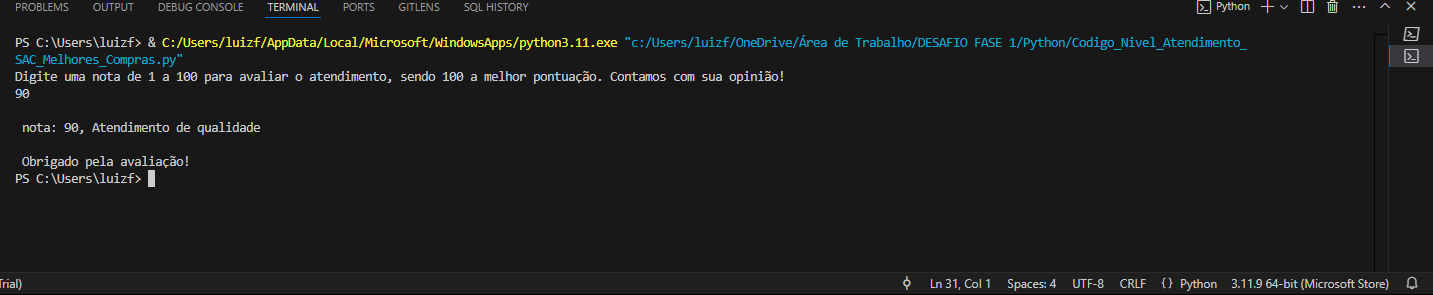 PROBLEMS OUTPUT DEBUG CONSOLE TERMINAL PORTS GITLENS SQL HISTORY Python
PS C:\Users\luizf> & C:/Users/luizf/AppData/Local/Microsoft/WindowsApps/python3.11.exe "c:/Users/luizf/OneDrive/Área de Trabalho/DESAFIO FASE 1/Python/Codigo_Nivel_Atendimento_
SAC_Melhores_Compras.py"
Digite uma nota de 1 a 100 para avaliar o atendimento, sendo 100 a melhor pontuação. Contamos com sua opinião!
90
nota: 90, Atendimento de qualidade
Obrigado pela avaliação!
PS C:\Users\luizf>
Trial) Ln 31, Col 1 Spaces: 4 UTF-8 CRLF {} Python 3.11.9 64-bit (Microsoft Store)